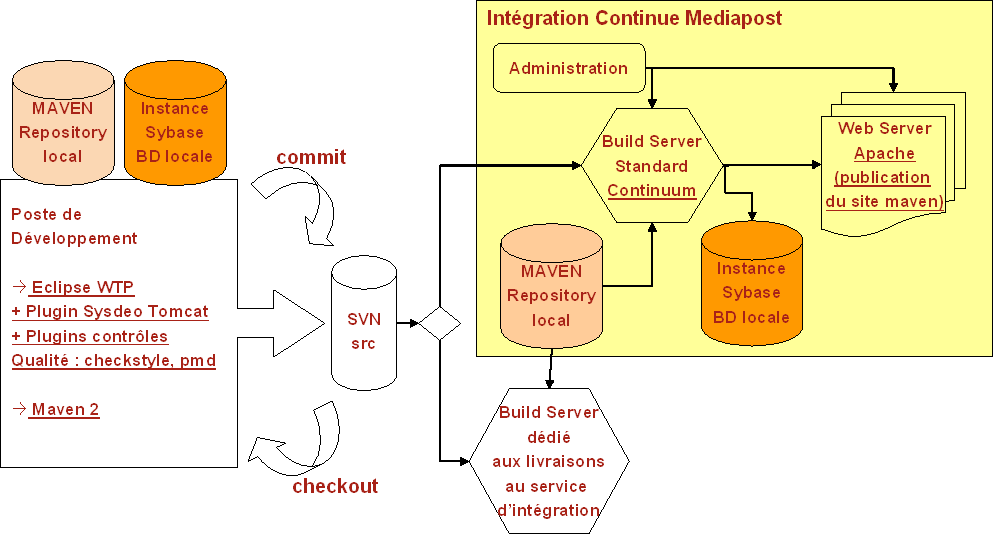 Intégration Continue Mediapost
Administration
MAVEN
Repository
local
Instance
Sybase
BD locale
commit
Build Server
Standard
Continuum
Web Server
Apache
(publication
du site maven)
Poste de
Développement
→ Eclipse WTP
+ Plugin Sysdeo Tomcat
+ Plugins contrôles
Qualité : checkstyle, pmd
→ Maven 2
SVN
src
MAVEN
Repository
local
Instance
Sybase
BD locale
checkout
Build Server
dédié
aux livraisons
au service
d'intégration